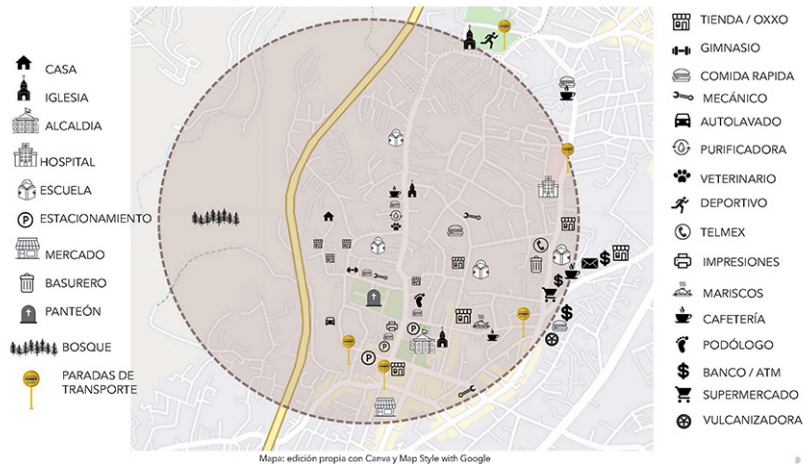 CASA
IGLESIA
ALCALDIA
HOSPITAL
ESCUELA
ESTACIONAMIENTO
MERCADO
BASURERO
PANTEÓN
BOSQUE
PARADAS DE
TRANSPORTE
TIENDA / OXXO
GIMNASIO
COMIDA RAPIDA
MECÁNICO
AUTOLAVADO
PURIFICADORA
VETERINARIO
DEPORTIVO
TELMEX
IMPRESIONES
MARISCOS
CAFETERÍA
PODÓLOGO
BANCO / ATM
SUPERMERCADO
VULCANIZADORA
Mapa: edición propia con Canva y Map Style with Google